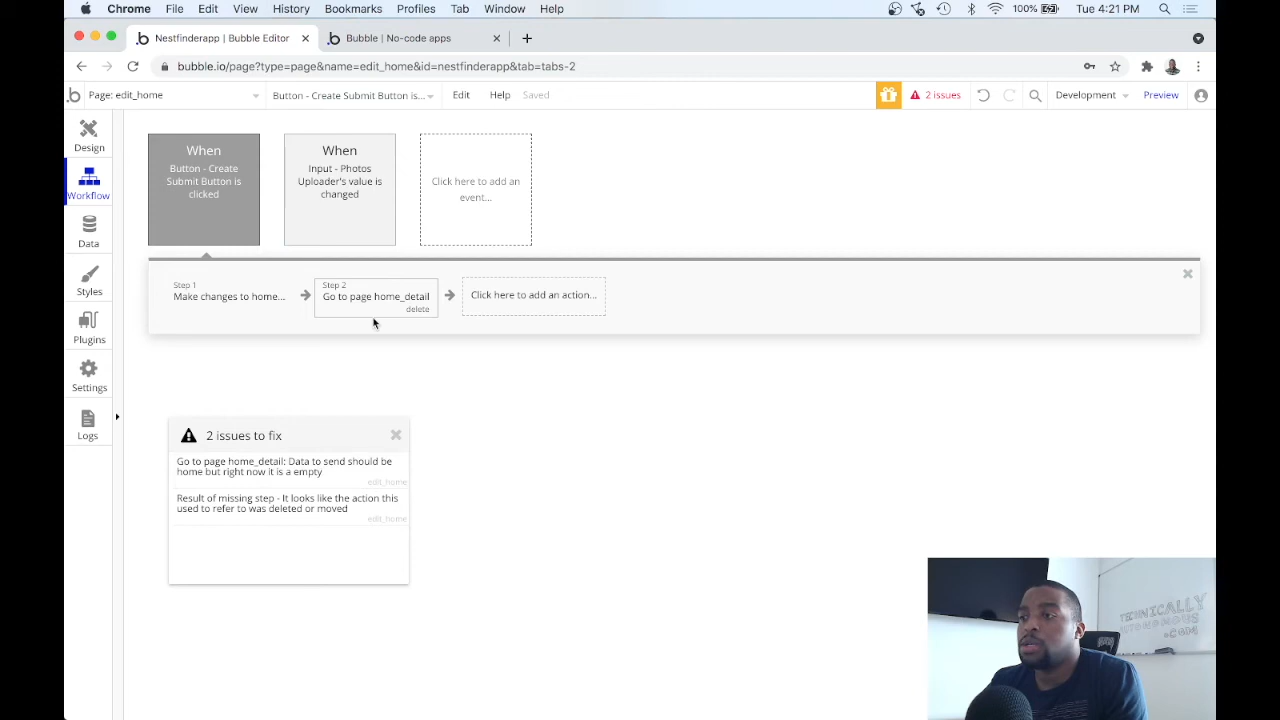 Chrome File Edit View History Bookmarks Profiles Tab Window Help 100% Tue 4:21 PM
Nestfinderapp | Bubble Editor Bubble | No-code apps
bubble.io/page?type=page&name=edit_home&id=nestfinderapp&tab=tabs-2
Page: edit_home Button - Create Submit Button is... Edit Help Saved 2 issues Development Preview
Design
Workflow
Data
Styles
Plugins
Settings
Logs
When
Button - Create
Submit Button is
clicked
When
Input - Photos
Uploader's value is
changed
Click here to add an
event...
Step 1
Make changes to home...
Step 2
Go to page home_detail
delete
Click here to add an action...
2 issues to fix
Go to page home_detail: Data to send should be
home but right now it is a empty
edit_home
Result of missing step - It looks like the action this
used to refer to was deleted or moved
edit_home
TECHNICALLY
AUTONOMOUS
.CODE